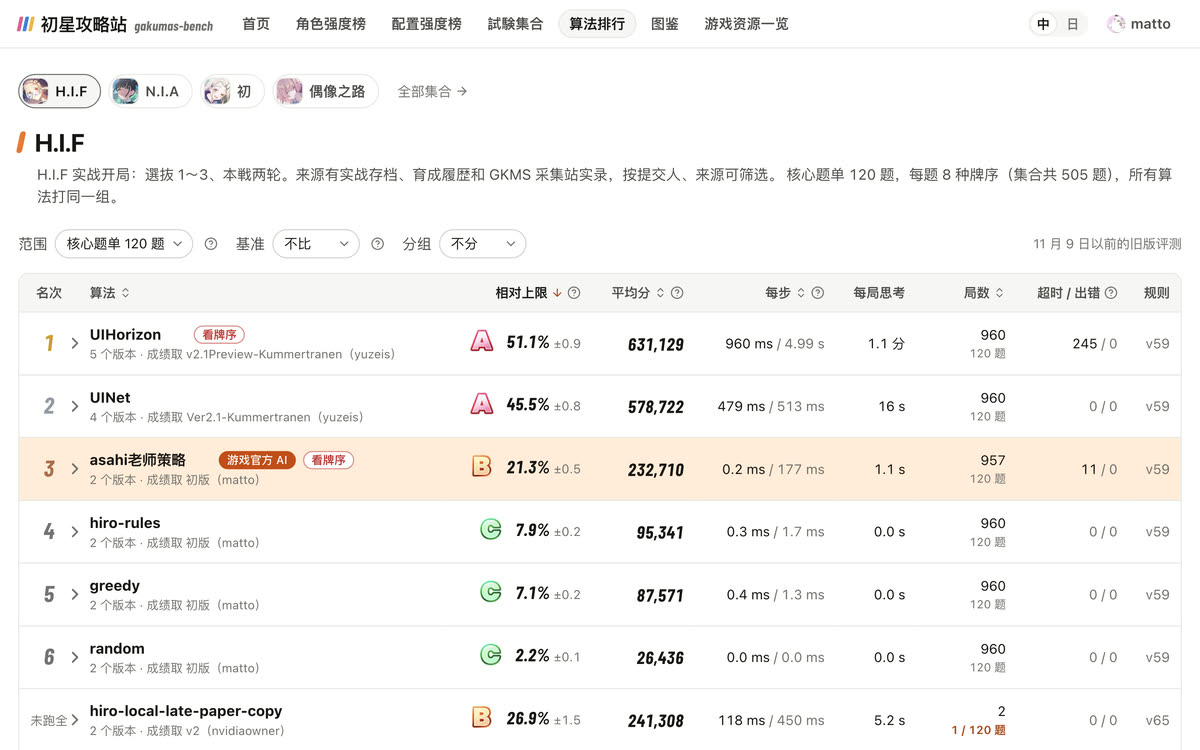 初星攻略站 gakumas-bench 首页 角色强度榜 配置强度榜 試験集合 算法排行 图鉴 游戏资源一览 中 日 matto
H.I.F N.I.A 初 偶像之路 全部集合 →
H.I.F
H.I.F 实战开局：選抜 1～3、本戦两轮。来源有实战存档、育成履歴和 GKMS 采集站实录，按提交人、来源可筛选。 核心题单 120 题，每题 8 种牌序（集合共 505 题），所有算
法打同一组。
范围 核心题单 120 题 ? 基准 不比 ? 分组 不分 11 月 9 日以前的旧版评测
名次 算法 相对上限 ↓ ? 平均分 ? 每步 ? 每局思考 局数 超时 / 出错 ? 规则
1 UIHorizon 看牌序 A 51.1% ±0.9 631,129 960 ms / 4.99 s 1.1 分 960 245 / 0 v59
5 个版本 · 成绩取 v2.1Preview-Kummertranen（yuzeis） 120 题
2 UINet A 45.5% ±0.8 578,722 479 ms / 513 ms 16 s 960 0 / 0 v59
4 个版本 · 成绩取 Ver2.1-Kummertranen（yuzeis） 120 题
3 asahi老师策略 游戏官方 AI 看牌序 B 21.3% ±0.5 232,710 0.2 ms / 177 ms 1.1 s 957 11 / 0 v59
2 个版本 · 成绩取 初版（matto） 120 题
4 hiro-rules C 7.9% ±0.2 95,341 0.3 ms / 1.7 ms 0.0 s 960 0 / 0 v59
2 个版本 · 成绩取 初版（matto） 120 题
5 greedy C 7.1% ±0.2 87,571 0.4 ms / 1.3 ms 0.0 s 960 0 / 0 v59
2 个版本 · 成绩取 初版（matto） 120 题
6 random C 2.2% ±0.1 26,436 0.0 ms / 0.0 ms 0.0 s 960 0 / 0 v59
2 个版本 · 成绩取 初版（matto） 120 题
未跑全 hiro-local-late-paper-copy B 26.9% ±1.5 241,308 118 ms / 450 ms 5.2 s 2 0 / 0 v65
2 个版本 · 成绩取 v2（nvidiaowner） 1 / 120 题